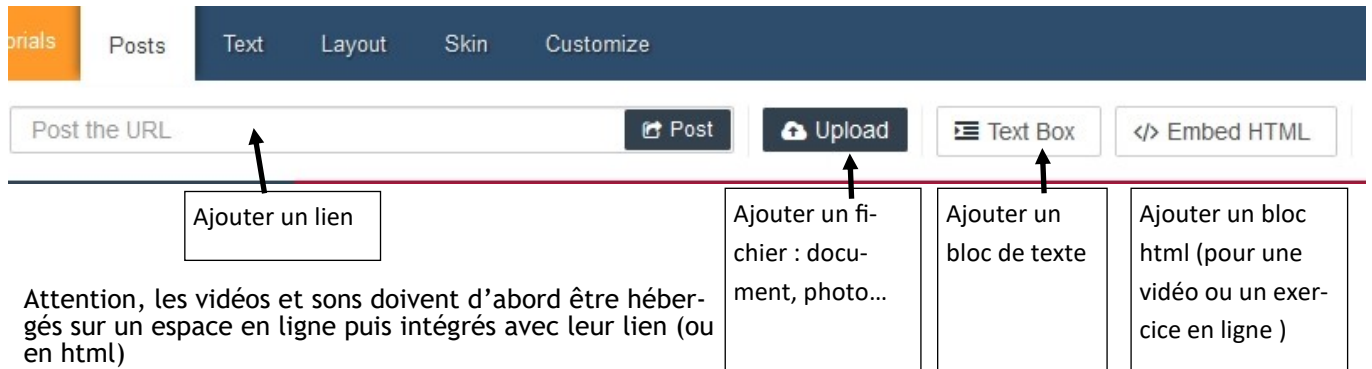 orials Posts Text Layout Skin Customize
Post the URL Post Upload Text Box </> Embed HTML
Ajouter un lien
Ajouter un fi-
chier : docu-
ment, photo…
Ajouter un
bloc de texte
Ajouter un bloc
html (pour une
vidéo ou un exer-
cice en ligne )
Attention, les vidéos et sons doivent d’abord être héber-
gés sur un espace en ligne puis intégrés avec leur lien (ou
en html)